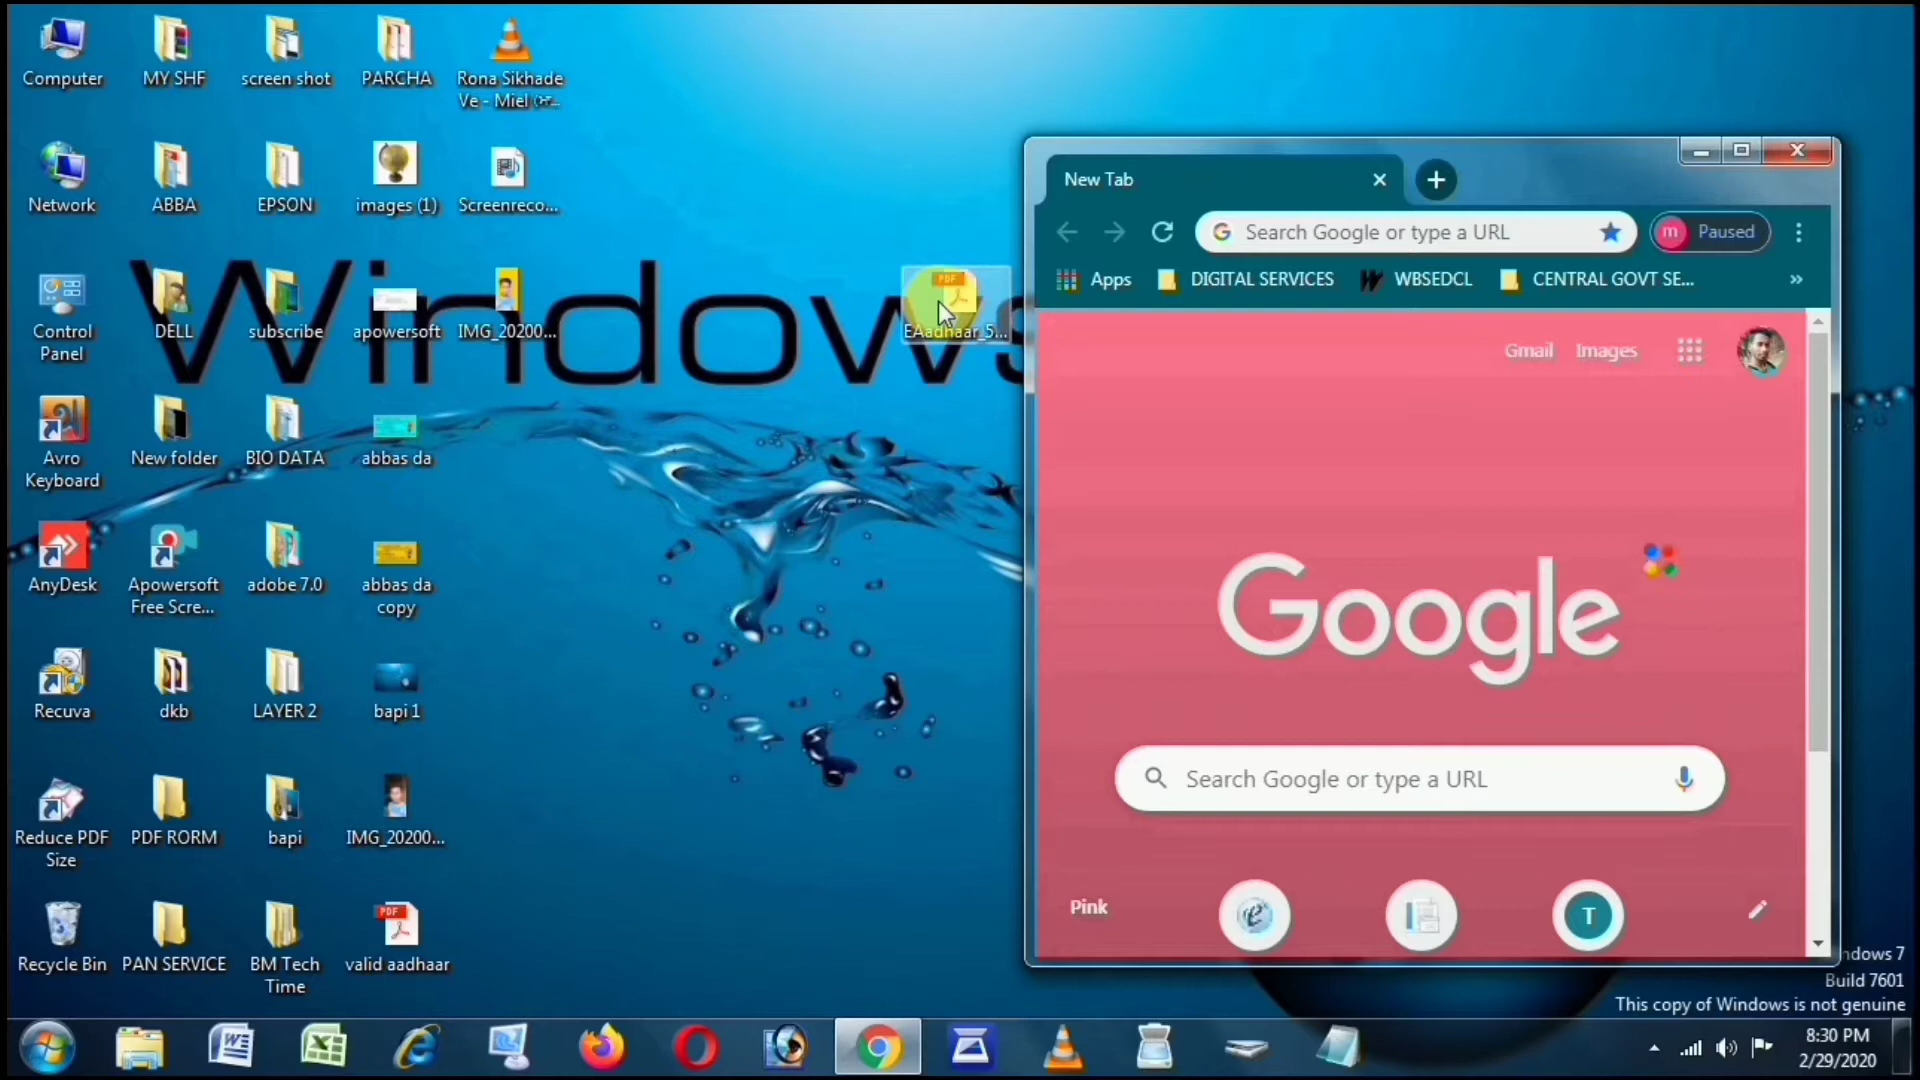 Computer
MY SHF
screen shot
PARCHA
Rona Sikhade
Ve - Miel
Network
ABBA
EPSON
images (1)
Screenreco...
Control
Panel
DELL
subscribe
apowersoft
IMG_20200...
EAadhaar_5...
Windows
Avro
Keyboard
New folder
BIO DATA
abbas da
AnyDesk
Apowersoft
Free Scre...
adobe 7.0
abbas da
copy
Recuva
dkb
LAYER 2
bapi 1
Reduce PDF
Size
PDF RORM
bapi
IMG_20200...
Recycle Bin
PAN SERVICE
BM Tech
Time
PDF
valid aadhaar
PDF
New Tab
Search Google or type a URL
m
Paused
Apps
DIGITAL SERVICES
WBSEDCL
CENTRAL GOVT SE...
»
Gmail
Images
Google
Search Google or type a URL
Pink
T
ndows 7
Build 7601
This copy of Windows is not genuine
8:30 PM
2/29/2020